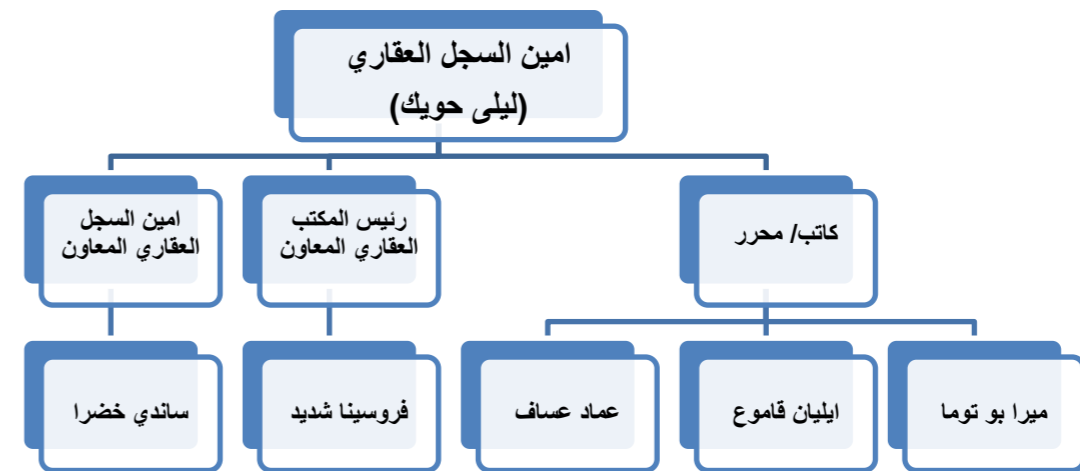 امين السجل العقاري
(ليلى حويك)
كاتب/ محرر
رئيس المكتب
العقاري المعاون
امين السجل
العقاري المعاون
ميرا بو توما
ايليان قاموع
عماد عساف
فروسينا شديد
ساندي خضرا